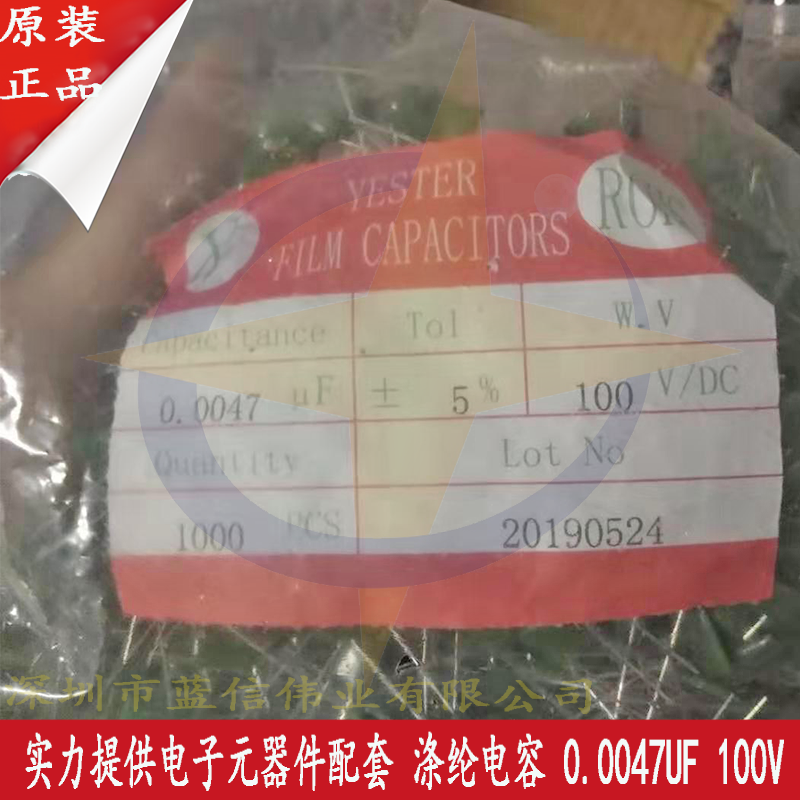 原装
正品
YESTER
FILM CAPACITORS
Capacitance Tol W.V
0.0047 μF ± 5% 100 V/DC
Quantity Lot No
1000 PCS 20190524
深圳市蓝信伟业有限公司
实力提供电子元器件配套 涤纶电容 0.0047UF 100V